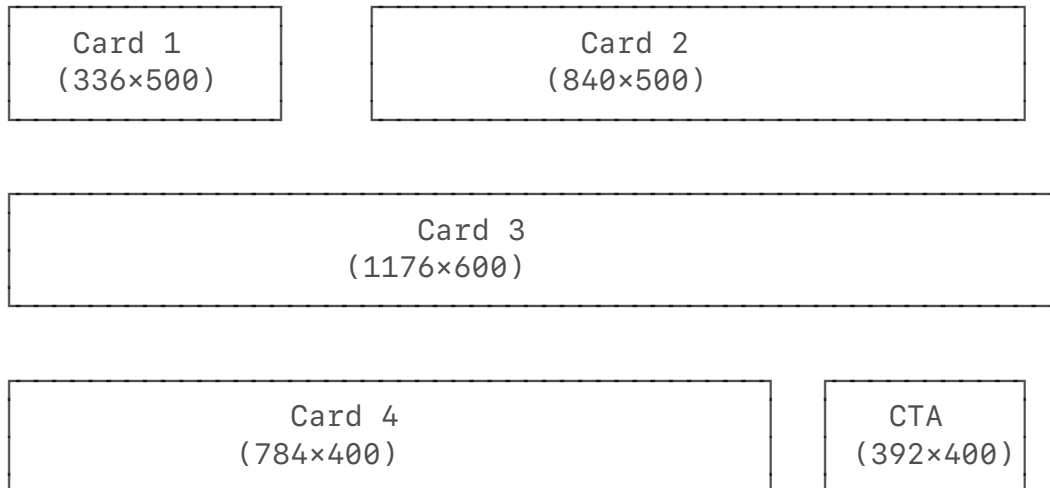 Card 1
(336×500)
Card 2
(840×500)
Card 3
(1176×600)
Card 4
(784×400)
CTA
(392×400)